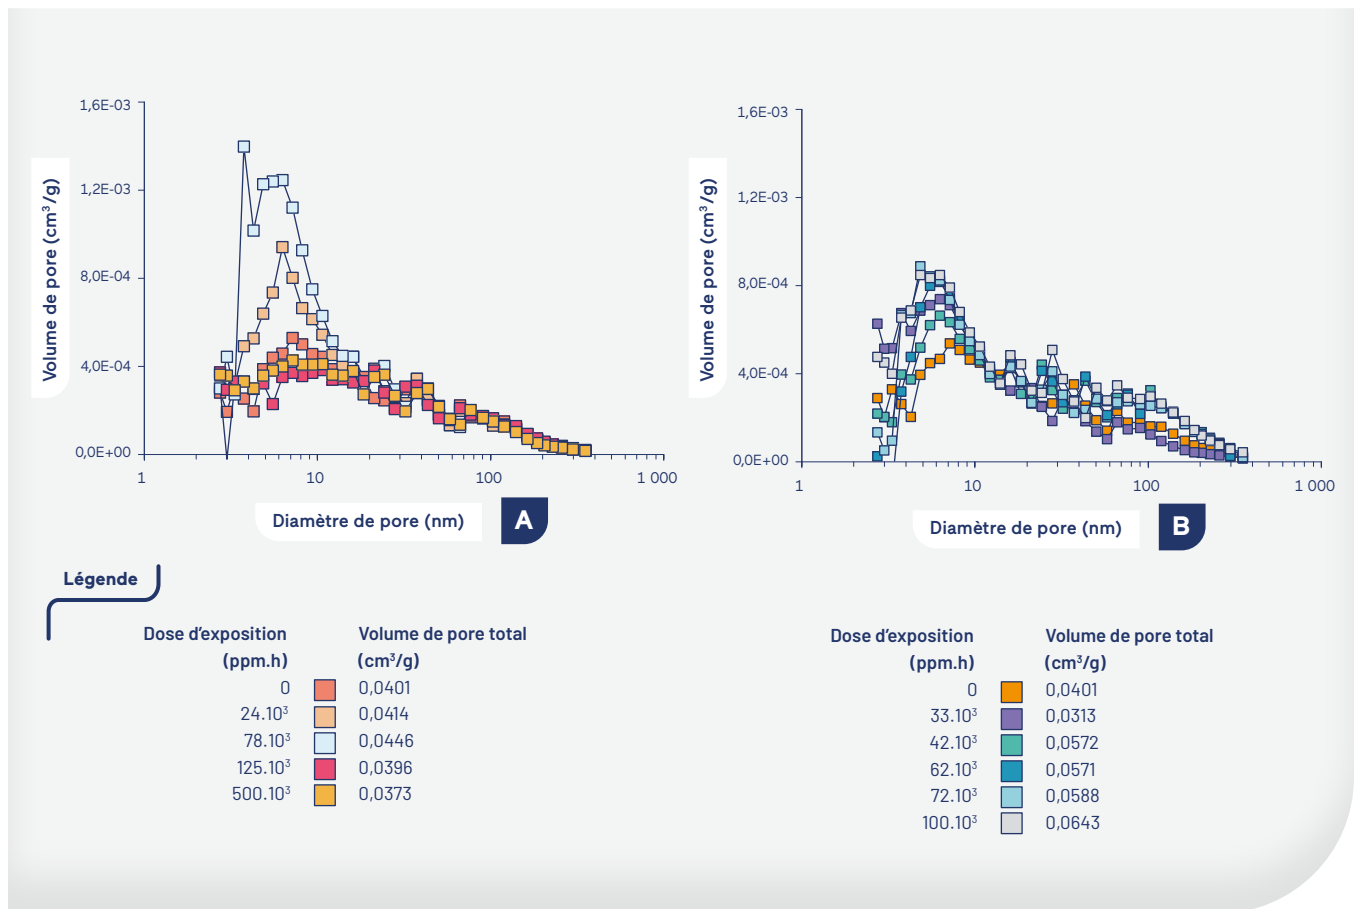 1,6E-03
1,2E-03
8,0E-04
4,0E-04
0,0E+00
Volume de pore (cm³/g)
1 10 100 1 000
Diamètre de pore (nm)
A
1,6E-03
1,2E-03
8,0E-04
4,0E-04
0,0E+00
Volume de pore (cm³/g)
1 10 100 1 000
Diamètre de pore (nm)
B
Légende
Dose d'exposition Volume de pore total
(ppm.h) (cm³/g)
0 0,0401
24.10³ 0,0414
78.10³ 0,0446
125.10³ 0,0396
500.10³ 0,0373
Dose d'exposition Volume de pore total
(ppm.h) (cm³/g)
0 0,0401
33.10³ 0,0313
42.10³ 0,0572
62.10³ 0,0571
72.10³ 0,0588
100.10³ 0,0643